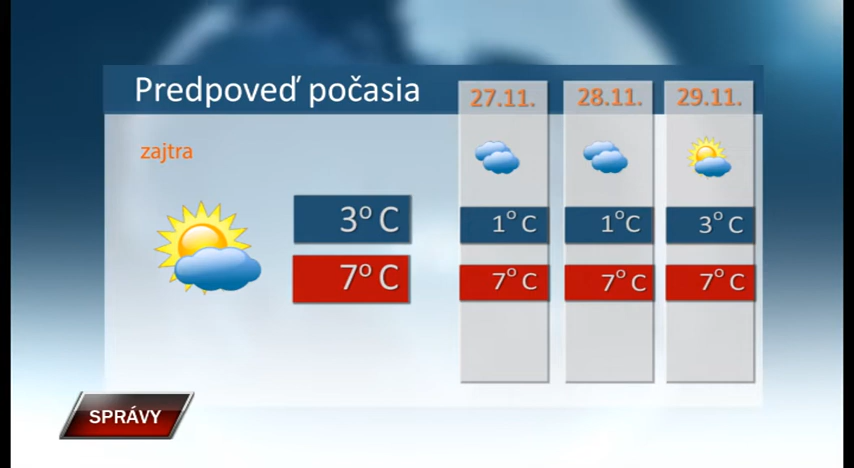 Predpoveď počasia
zajtra
3° C
7° C
27.11. 28.11. 29.11.
1° C 1°C 3° C
7° C 7° C 7° C
SPRÁVY